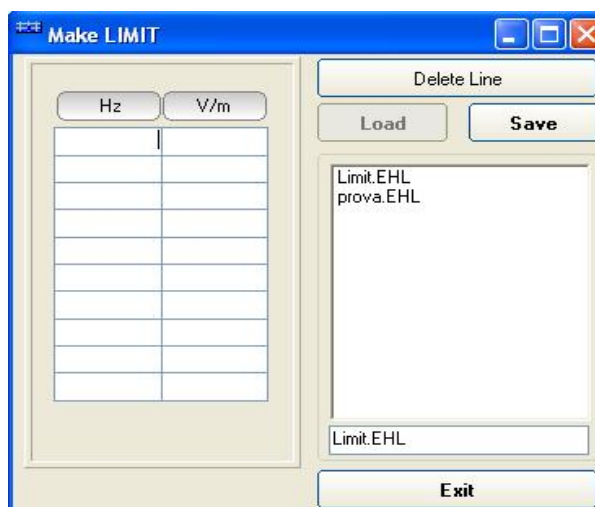 Make LIMIT
Hz V/m
Delete Line
Load Save
Limit.EHL
prova.EHL
Limit.EHL
Exit